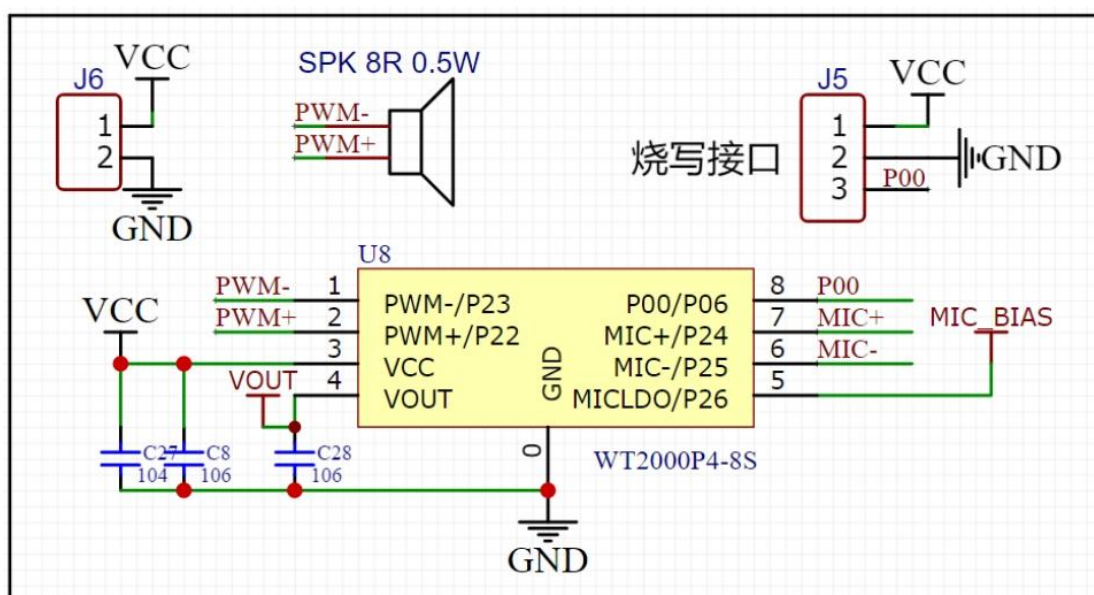 VCC
J6
1
2
GND
SPK 8R 0.5W
PWM-
PWM+
烧写接口
J5
VCC
1
2
3
GND
P00
U8
PWM-
1
PWM-/P23
PWM+
2
PWM+/P22
VCC
3
VCC
VOUT
4
VOUT
GND
0
P00/P06
8
P00
MIC+/P24
7
MIC+
MIC-/P25
6
MIC-
MICLDO/P26
5
MIC_BIAS
WT2000P4-8S
C27
104
C8
106
C28
106
GND